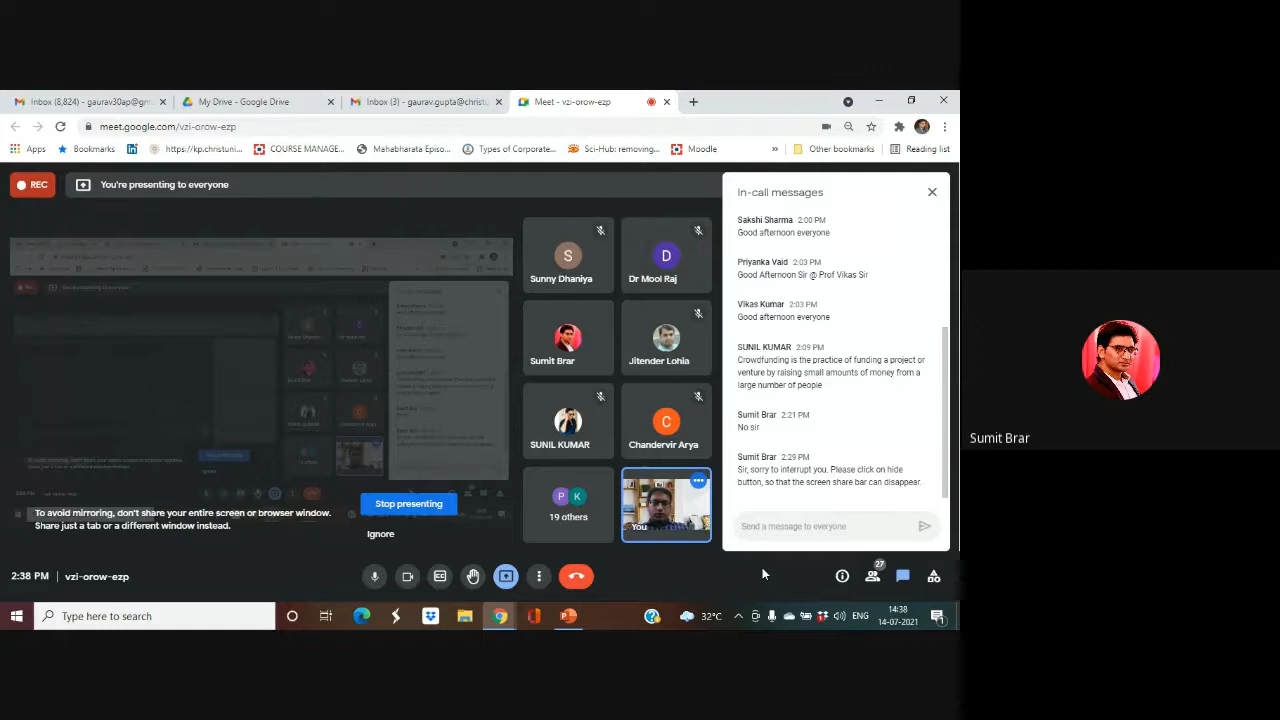 Inbox (8,824) - gaurav30ap@gm
My Drive - Google Drive
Inbox (3) - gaurav.gupta@christu
Meet - vzi-orow-ezp
meet.google.com/vzi-orow-ezp
Apps
Bookmarks
https://kp.christuni...
COURSE MANAGE...
Mahabharata Episo...
Types of Corporate...
Sci-Hub: removing...
Moodle
»
Other bookmarks
Reading list
REC
You're presenting to everyone
Sunny Dhaniya
Dr Mool Raj
Sumit Brar
Jitender Lohia
SUNIL KUMAR
Chandervir Arya
19 others
You
S
D
C
P
K
To avoid mirroring, don't share your entire screen or browser window.
Share just a tab or a different window instead.
Stop presenting
Ignore
In-call messages
Sakshi Sharma 2:00 PM
Good afternoon everyone
Priyanka Vaid 2:03 PM
Good Afternoon Sir @ Prof Vikas Sir
Vikas Kumar 2:03 PM
Good afternoon everyone
SUNIL KUMAR 2:09 PM
Crowdfunding is the practice of funding a project or
venture by raising small amounts of money from a
large number of people
Sumit Brar 2:21 PM
No sir
Sumit Brar 2:29 PM
Sir, sorry to interrupt you. Please click on hide
button, so that the screen share bar can disappear.
Send a message to everyone
2:38 PM | vzi-orow-ezp
27
Type here to search
32°C
ENG
14:38
14-07-2021
1
Sumit Brar